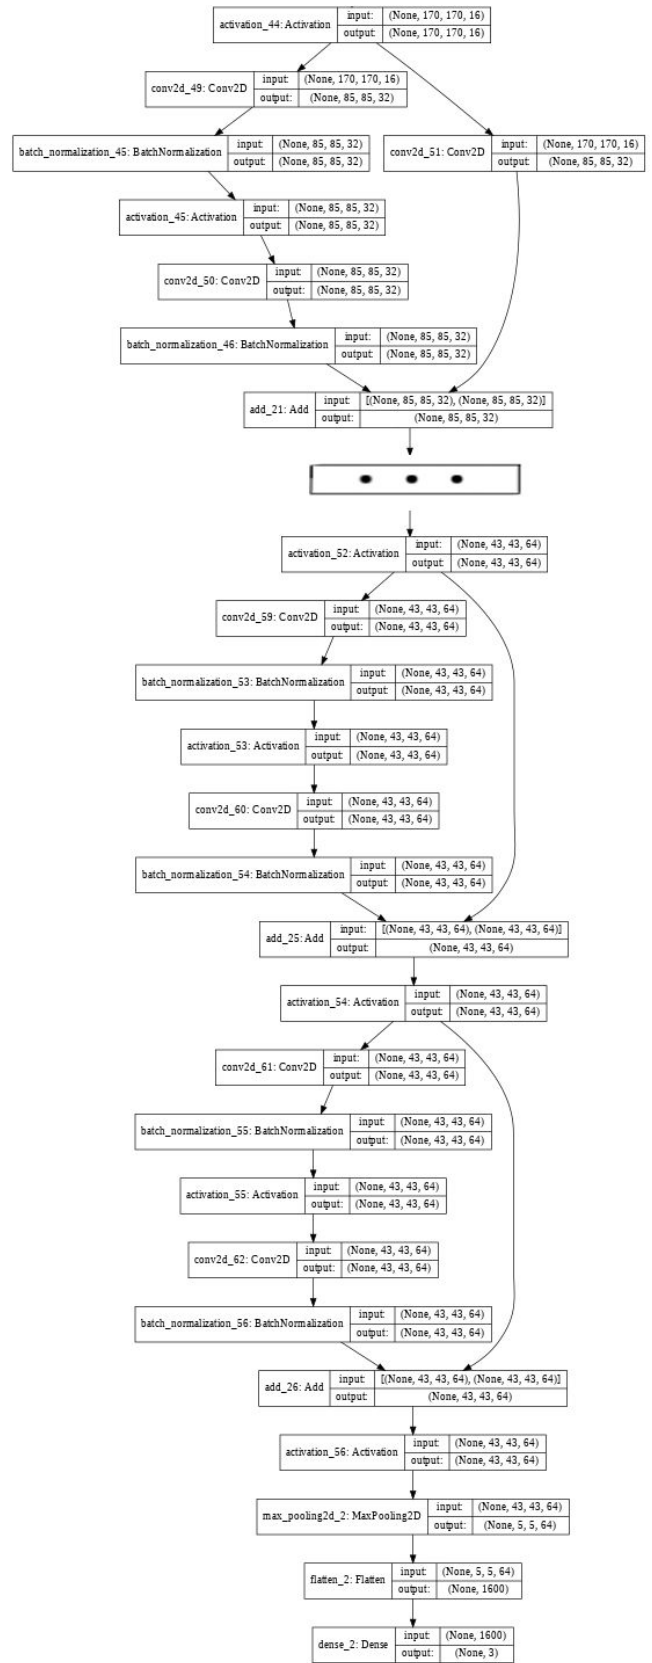 activation_44: Activation
input: (None, 170, 170, 16)
output: (None, 170, 170, 16)
conv2d_49: Conv2D
input: (None, 170, 170, 16)
output: (None, 85, 85, 32)
batch_normalization_45: BatchNormalization
input: (None, 85, 85, 32)
output: (None, 85, 85, 32)
conv2d_51: Conv2D
input: (None, 170, 170, 16)
output: (None, 85, 85, 32)
activation_45: Activation
input: (None, 85, 85, 32)
output: (None, 85, 85, 32)
conv2d_50: Conv2D
input: (None, 85, 85, 32)
output: (None, 85, 85, 32)
batch_normalization_46: BatchNormalization
input: (None, 85, 85, 32)
output: (None, 85, 85, 32)
add_21: Add
input: [(None, 85, 85, 32), (None, 85, 85, 32)]
output: (None, 85, 85, 32)
activation_52: Activation
input: (None, 43, 43, 64)
output: (None, 43, 43, 64)
conv2d_59: Conv2D
input: (None, 43, 43, 64)
output: (None, 43, 43, 64)
batch_normalization_53: BatchNormalization
input: (None, 43, 43, 64)
output: (None, 43, 43, 64)
activation_53: Activation
input: (None, 43, 43, 64)
output: (None, 43, 43, 64)
conv2d_60: Conv2D
input: (None, 43, 43, 64)
output: (None, 43, 43, 64)
batch_normalization_54: BatchNormalization
input: (None, 43, 43, 64)
output: (None, 43, 43, 64)
add_25: Add
input: [(None, 43, 43, 64), (None, 43, 43, 64)]
output: (None, 43, 43, 64)
activation_54: Activation
input: (None, 43, 43, 64)
output: (None, 43, 43, 64)
conv2d_61: Conv2D
input: (None, 43, 43, 64)
output: (None, 43, 43, 64)
batch_normalization_55: BatchNormalization
input: (None, 43, 43, 64)
output: (None, 43, 43, 64)
activation_55: Activation
input: (None, 43, 43, 64)
output: (None, 43, 43, 64)
conv2d_62: Conv2D
input: (None, 43, 43, 64)
output: (None, 43, 43, 64)
batch_normalization_56: BatchNormalization
input: (None, 43, 43, 64)
output: (None, 43, 43, 64)
add_26: Add
input: [(None, 43, 43, 64), (None, 43, 43, 64)]
output: (None, 43, 43, 64)
activation_56: Activation
input: (None, 43, 43, 64)
output: (None, 43, 43, 64)
max_pooling2d_2: MaxPooling2D
input: (None, 43, 43, 64)
output: (None, 5, 5, 64)
flatten_2: Flatten
input: (None, 5, 5, 64)
output: (None, 1600)
dense_2: Dense
input: (None, 1600)
output: (None, 3)